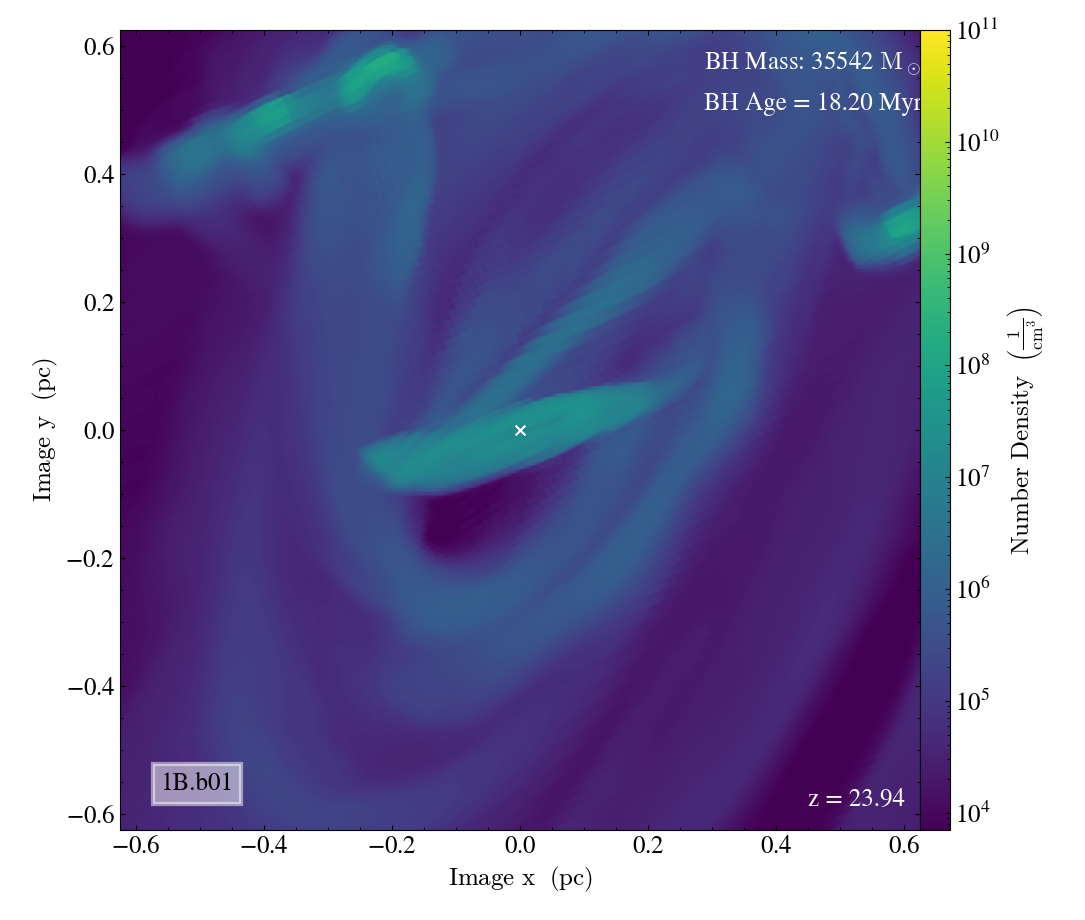 BH Mass: 35542 M☉
BH Age = 18.20 Myr
1B.b01
z = 23.94
Image y (pc)
0.6
0.4
0.2
0.0
−0.2
−0.4
−0.6
−0.6 −0.4 −0.2 0.0 0.2 0.4 0.6
Image x (pc)
10^11
10^10
10^9
10^8
10^7
10^6
10^5
10^4
Number Density (1/cm^3)